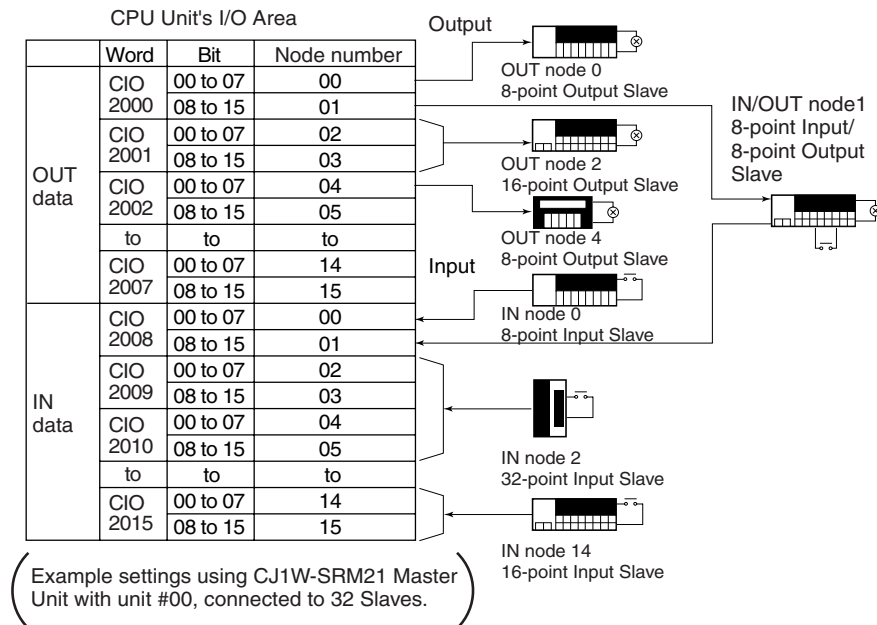 CPU Unit's I/O Area
Output
Word Bit Node number
OUT data
CIO 2000 00 to 07 00
08 to 15 01
CIO 2001 00 to 07 02
08 to 15 03
CIO 2002 00 to 07 04
08 to 15 05
to to to
CIO 2007 00 to 07 14
08 to 15 15
IN data
CIO 2008 00 to 07 00
08 to 15 01
CIO 2009 00 to 07 02
08 to 15 03
CIO 2010 00 to 07 04
08 to 15 05
to to to
CIO 2015 00 to 07 14
08 to 15 15
OUT node 0
8-point Output Slave
OUT node 2
16-point Output Slave
OUT node 4
8-point Output Slave
Input
IN node 0
8-point Input Slave
IN node 2
32-point Input Slave
IN node 14
16-point Input Slave
IN/OUT node1
8-point Input/
8-point Output
Slave
Example settings using CJ1W-SRM21 Master
Unit with unit #00, connected to 32 Slaves.